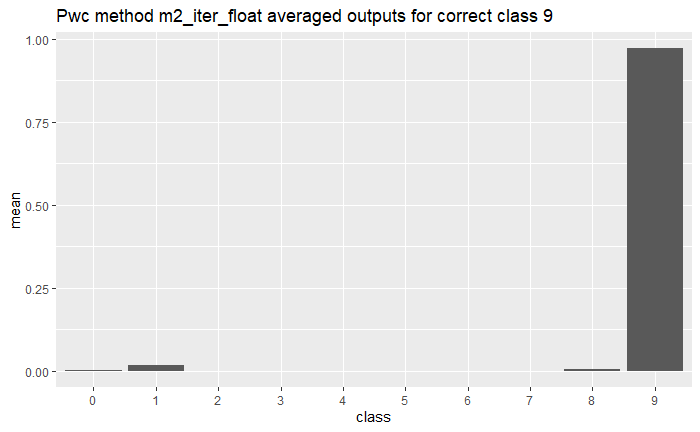 Pwc method m2_iter_float averaged outputs for correct class 9
1.00
0.75
0.50
0.25
0.00
mean
0 1 2 3 4 5 6 7 8 9
class